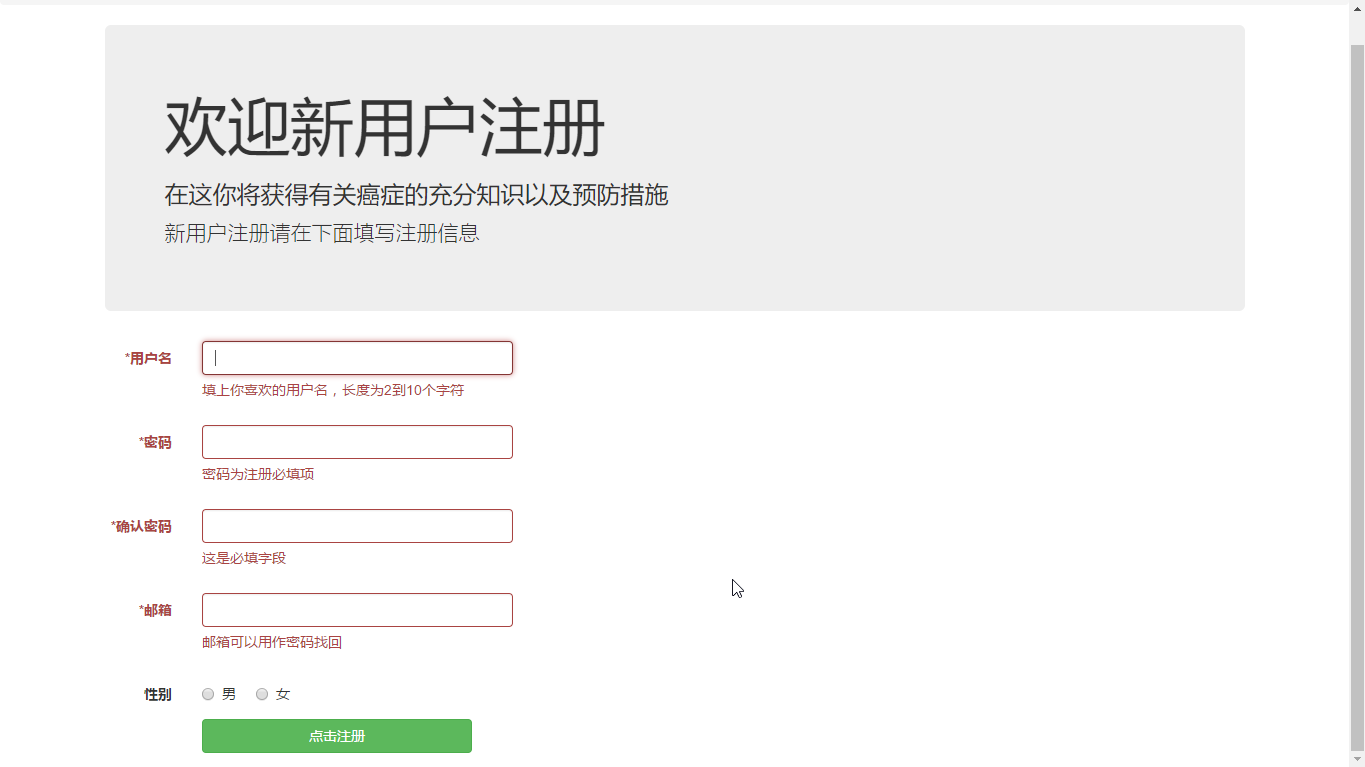 欢迎新用户注册
在这你将获得有关癌症的充分知识以及预防措施
新用户注册请在下面填写注册信息
*用户名
填上你喜欢的用户名，长度为2到10个字符
*密码
密码为注册必填项
*确认密码
这是必填字段
*邮箱
邮箱可以用作密码找回
性别 男 女
点击注册